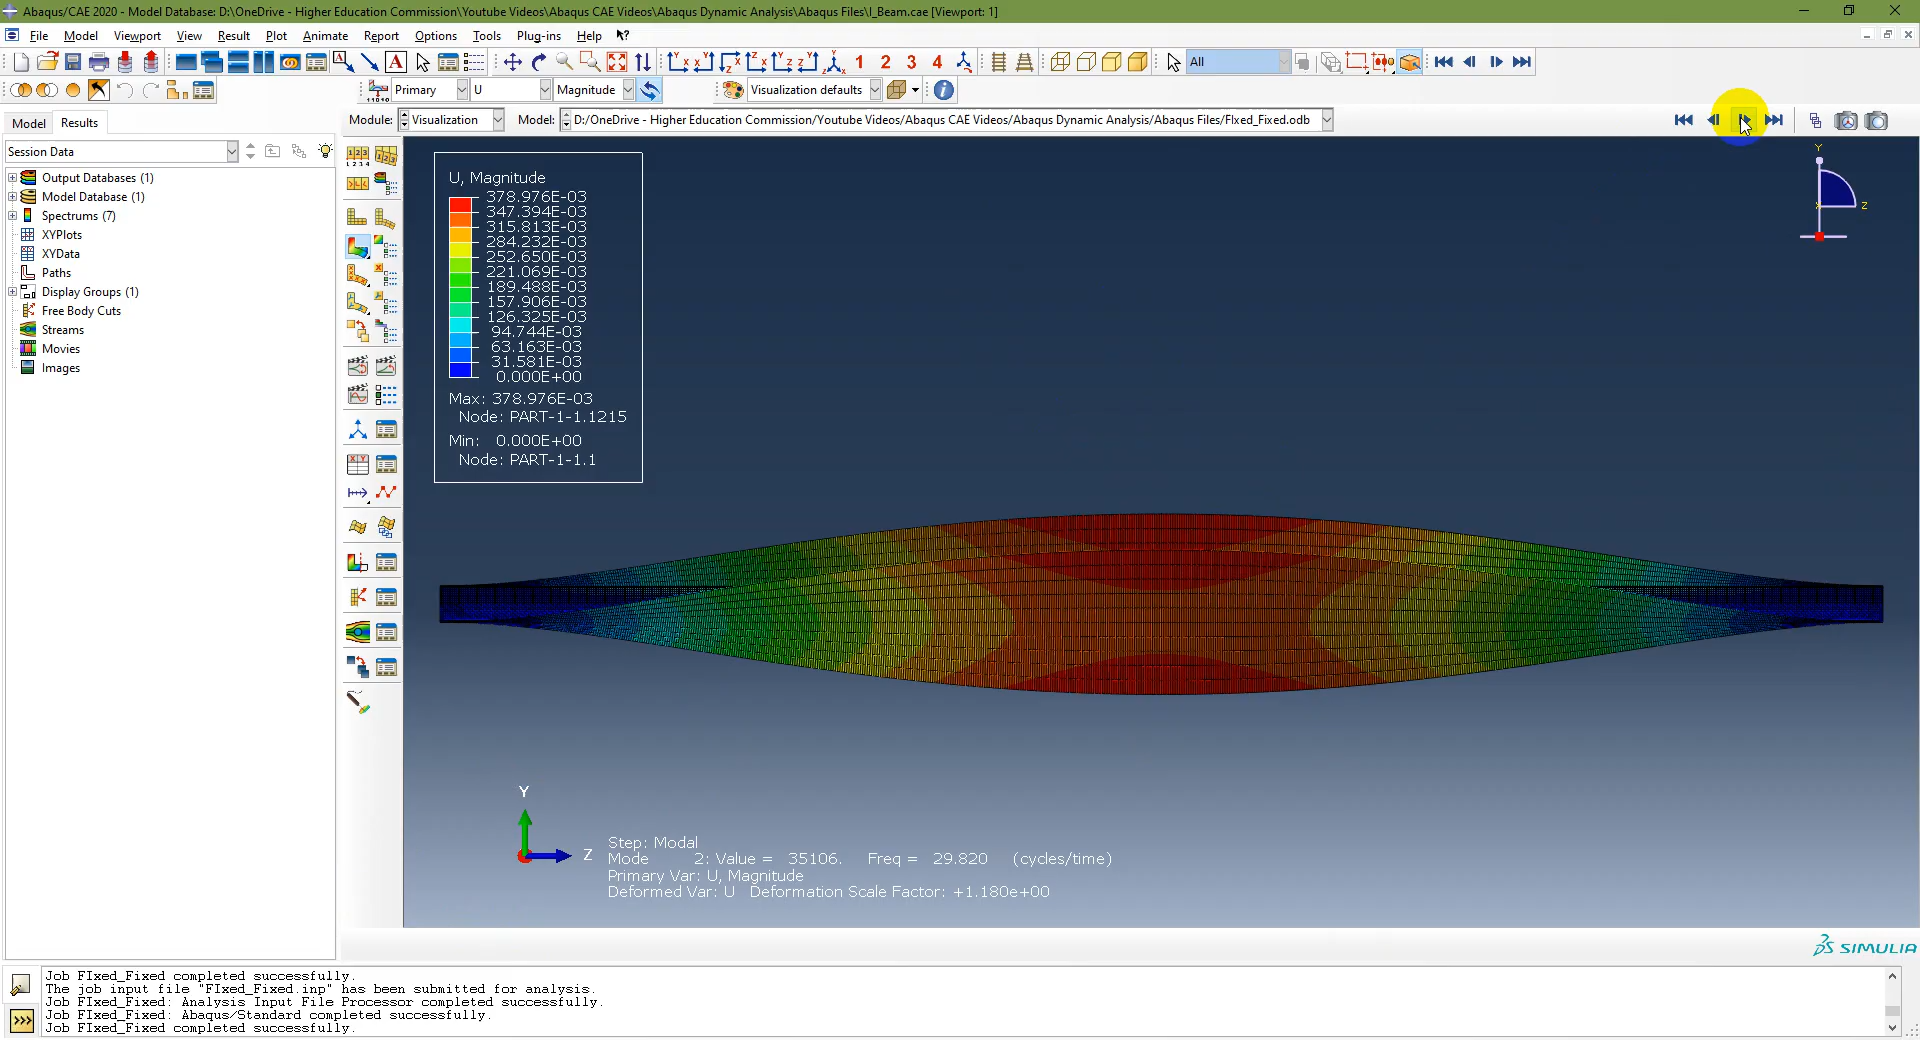 Abaqus/CAE 2020 - Model Database: D:\OneDrive - Higher Education Commission\Youtube Videos\Abaqus CAE Videos\Abaqus Dynamic Analysis\Abaqus Files\I_Beam.cae [Viewport: 1]
File Model Viewport View Result Plot Animate Report Options Tools Plug-ins Help
1 2 3 4 All
Primary U Magnitude Visualization defaults
Model Results
Module: Visualization Model: D:/OneDrive - Higher Education Commission/Youtube Videos/Abaqus CAE Videos/Abaqus Dynamic Analysis/Abaqus Files/FIxed_Fixed.odb
Session Data
Output Databases (1)
Model Database (1)
Spectrums (7)
XYPlots
XYData
Paths
Display Groups (1)
Free Body Cuts
Streams
Movies
Images
U, Magnitude
378.976E-03
347.394E-03
315.813E-03
284.232E-03
252.650E-03
221.069E-03
189.488E-03
157.906E-03
126.325E-03
94.744E-03
63.163E-03
31.581E-03
0.000E+00
Max: 378.976E-03
Node: PART-1-1.1215
Min: 0.000E+00
Node: PART-1-1.1
Y
X Z
Y
Z
Step: Modal
Mode 2: Value = 35106. Freq = 29.820 (cycles/time)
Primary Var: U, Magnitude
Deformed Var: U Deformation Scale Factor: +1.180e+00
SIMULIA
Job FIxed_Fixed completed successfully.
The job input file "FIxed_Fixed.inp" has been submitted for analysis.
Job FIxed_Fixed: Analysis Input File Processor completed successfully.
Job FIxed_Fixed: Abaqus/Standard completed successfully.
Job FIxed_Fixed completed successfully.